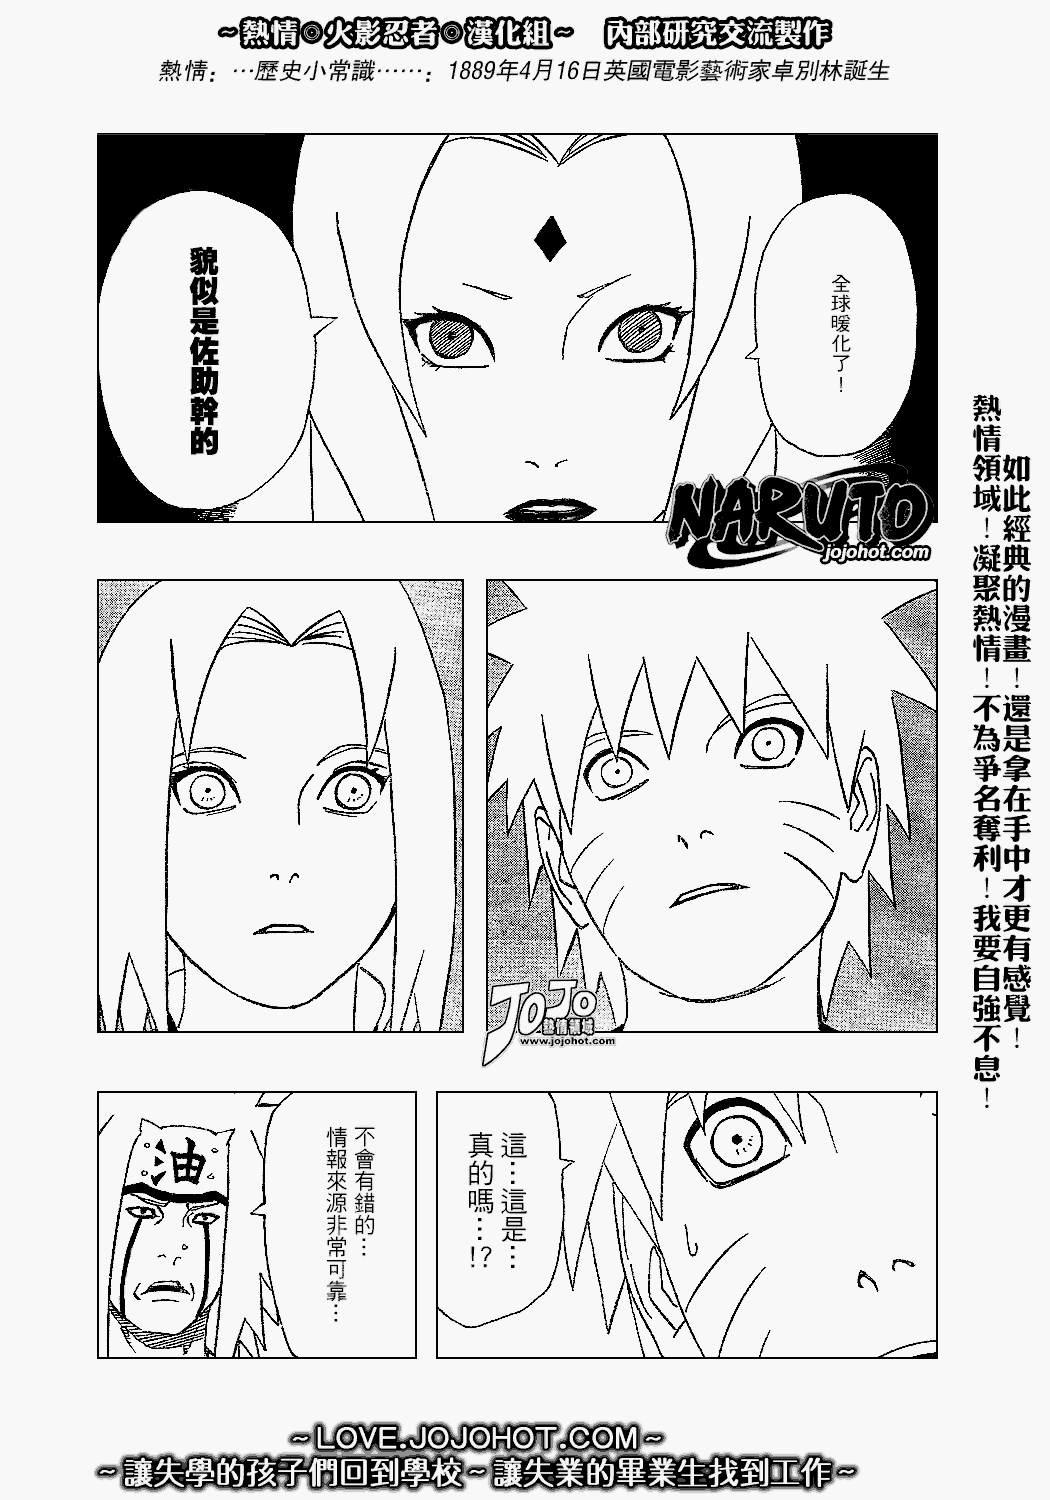 ~熱情◎火影忍者◎漢化組~ 內部研究交流製作
熱情：…歷史小常識……：1889年4月16日英國電影藝術家卓別林誕生
全球暖化了！
貌似是佐助幹的
NARUTO
jojohot.com
如此經典的漫畫！還是拿在手中才更有感覺！
熱情領域！凝聚熱情！不為爭名奪利！我要自強不息！
JOJO
熱情領域
www.jojohot.com
這…這是…
真的嗎…!?
油
不會有錯的…
情報來源非常可靠…
~LOVE.JOJOHOT.COM~
~讓失學的孩子們回到學校~讓失業的畢業生找到工作~